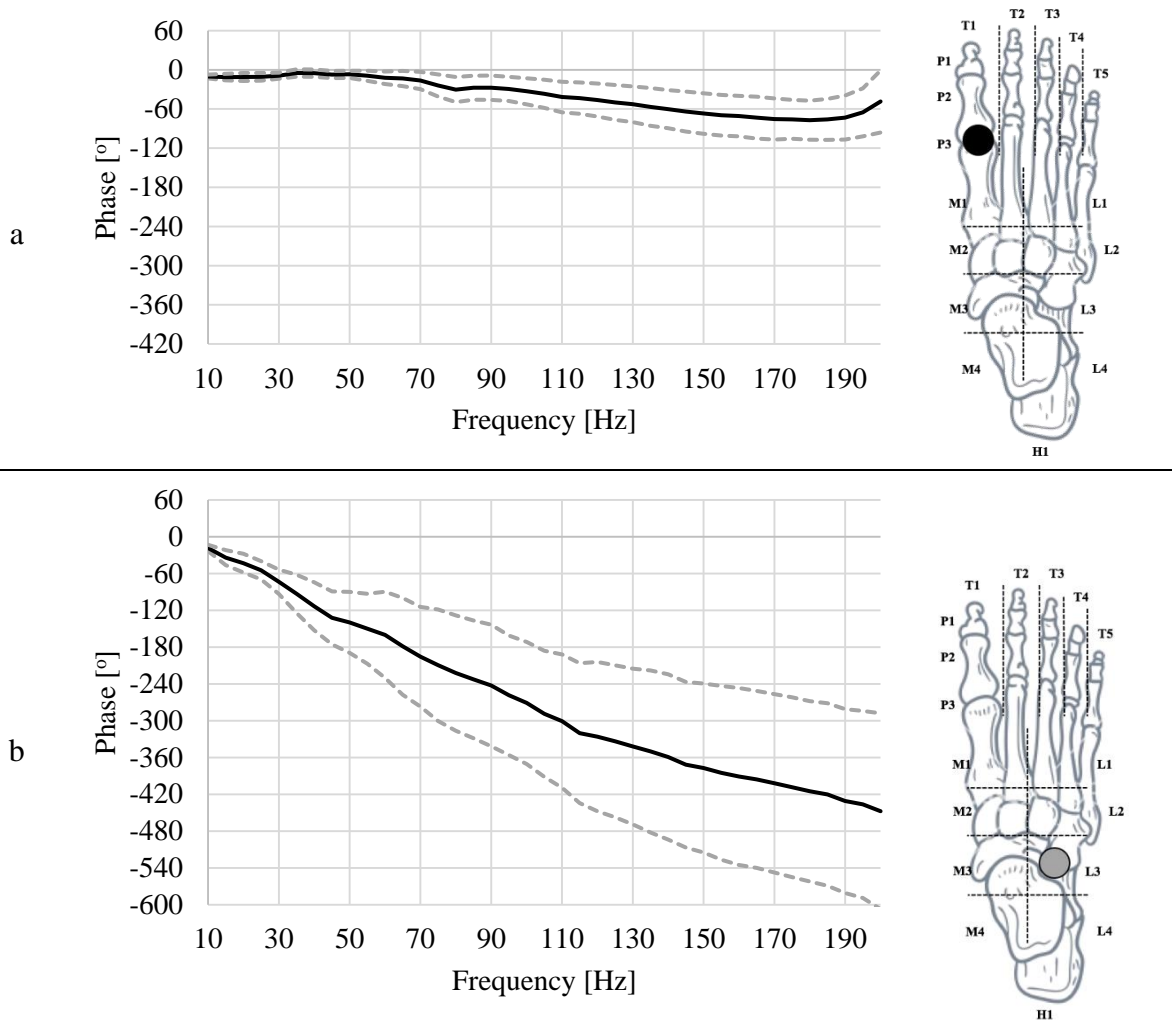 a
Phase [º]
60
0
-60
-120
-180
-240
-300
-360
-420
10 30 50 70 90 110 130 150 170 190
Frequency [Hz]
T1 T2 T3 T4 T5
P1
P2
P3
M1 L1
M2 L2
M3 L3
M4 L4
H1
b
Phase [º]
60
0
-60
-120
-180
-240
-300
-360
-420
-480
-540
-600
10 30 50 70 90 110 130 150 170 190
Frequency [Hz]
T1 T2 T3 T4 T5
P1
P2
P3
M1 L1
M2 L2
M3 L3
M4 L4
H1